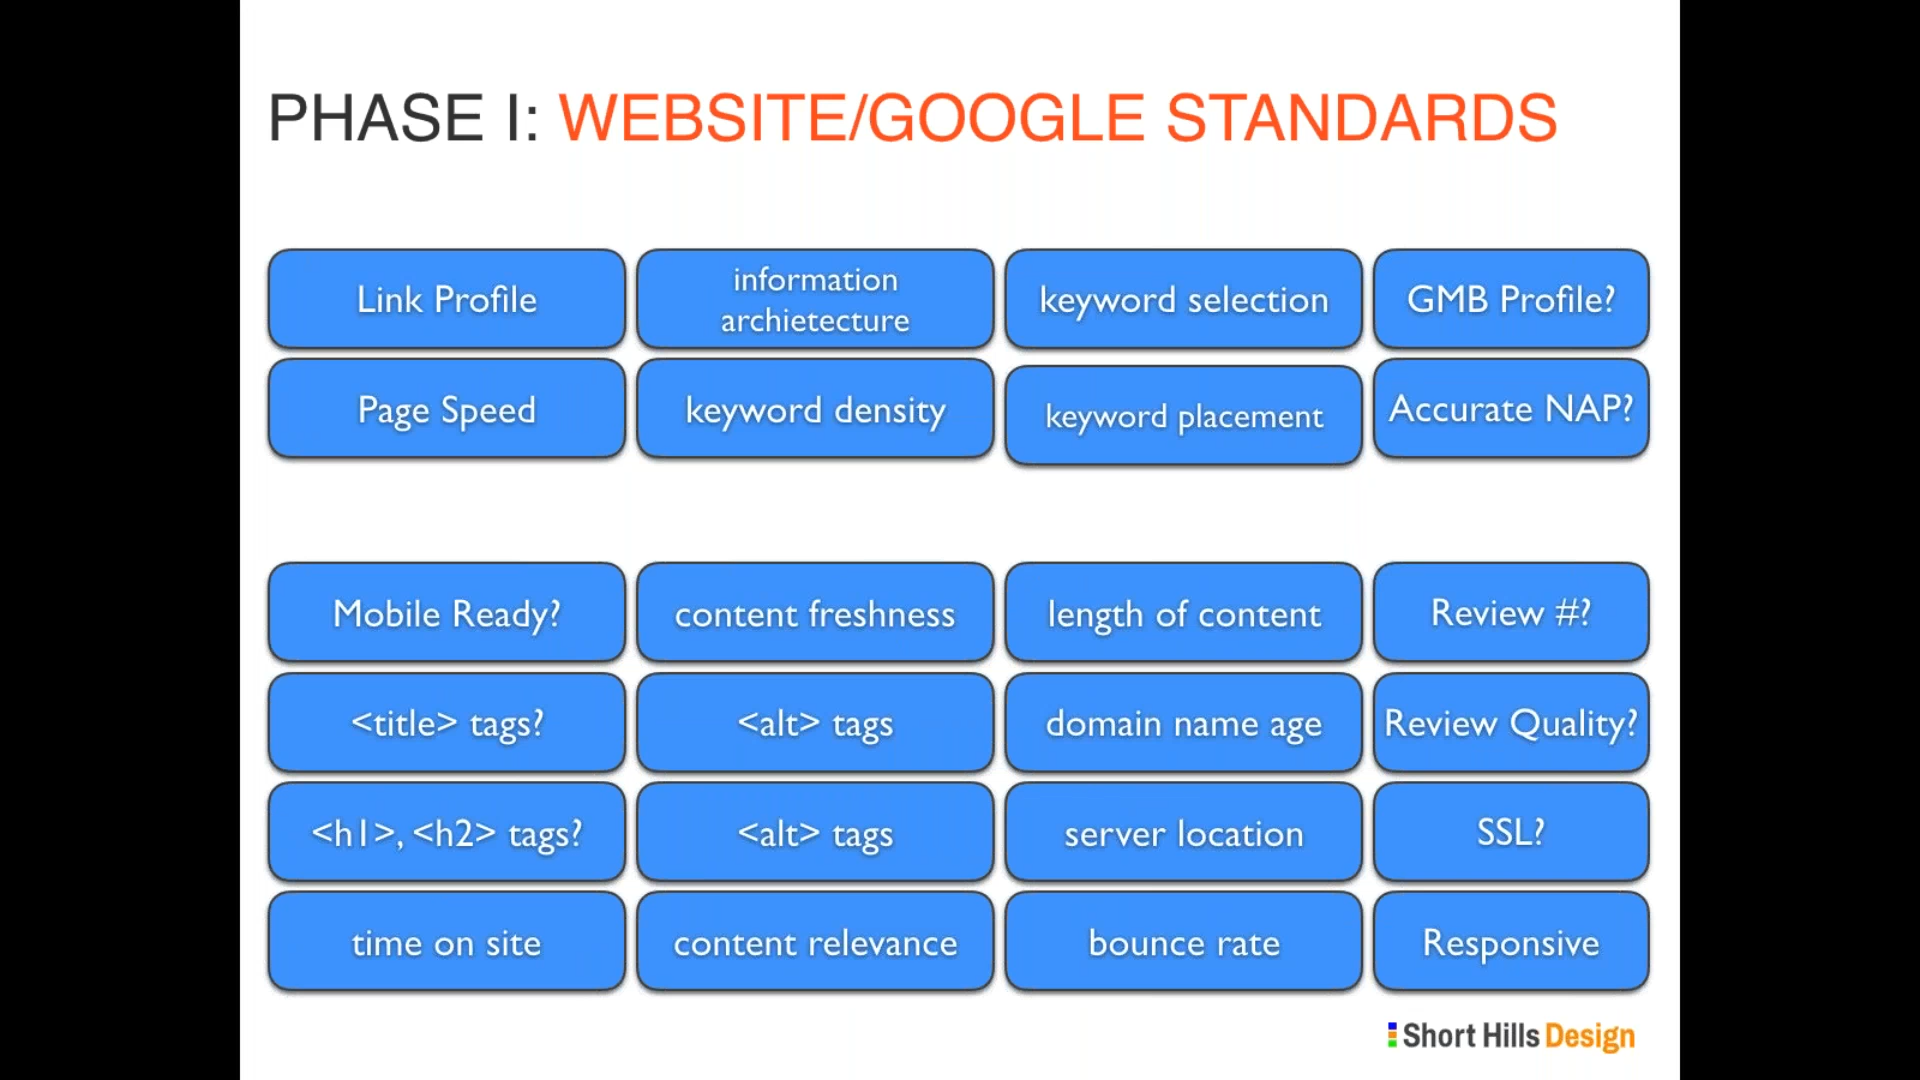 PHASE I: WEBSITE/GOOGLE STANDARDS
Link Profile
information
archietecture
keyword selection
GMB Profile?
Page Speed
keyword density
keyword placement
Accurate NAP?
Mobile Ready?
content freshness
length of content
Review #?
<title> tags?
<alt> tags
domain name age
Review Quality?
<h1>, <h2> tags?
<alt> tags
server location
SSL?
time on site
content relevance
bounce rate
Responsive
Short Hills Design